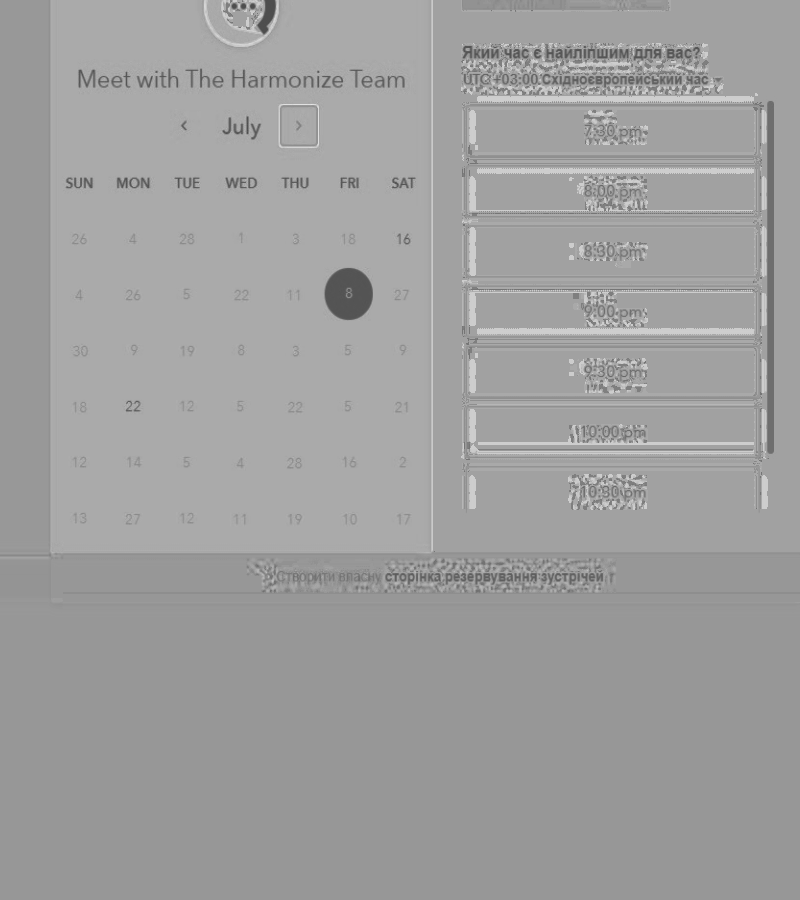 Meet with The Harmonize Team
July
SUN MON TUE WED THU FRI SAT
26 4 28 1 3 18 16
4 26 5 22 11 8 27
30 9 19 8 3 5 9
18 22 12 5 22 5 21
12 14 5 4 28 16 2
13 27 12 11 19 10 17
Який час є найліпшим для вас?
UTC +03:00 Східноєвропейський час
7:30 pm
8:00 pm
8:30 pm
9:00 pm
9:30 pm
10:00 pm
10:30 pm
Створити власну сторінка резервування зустрічей